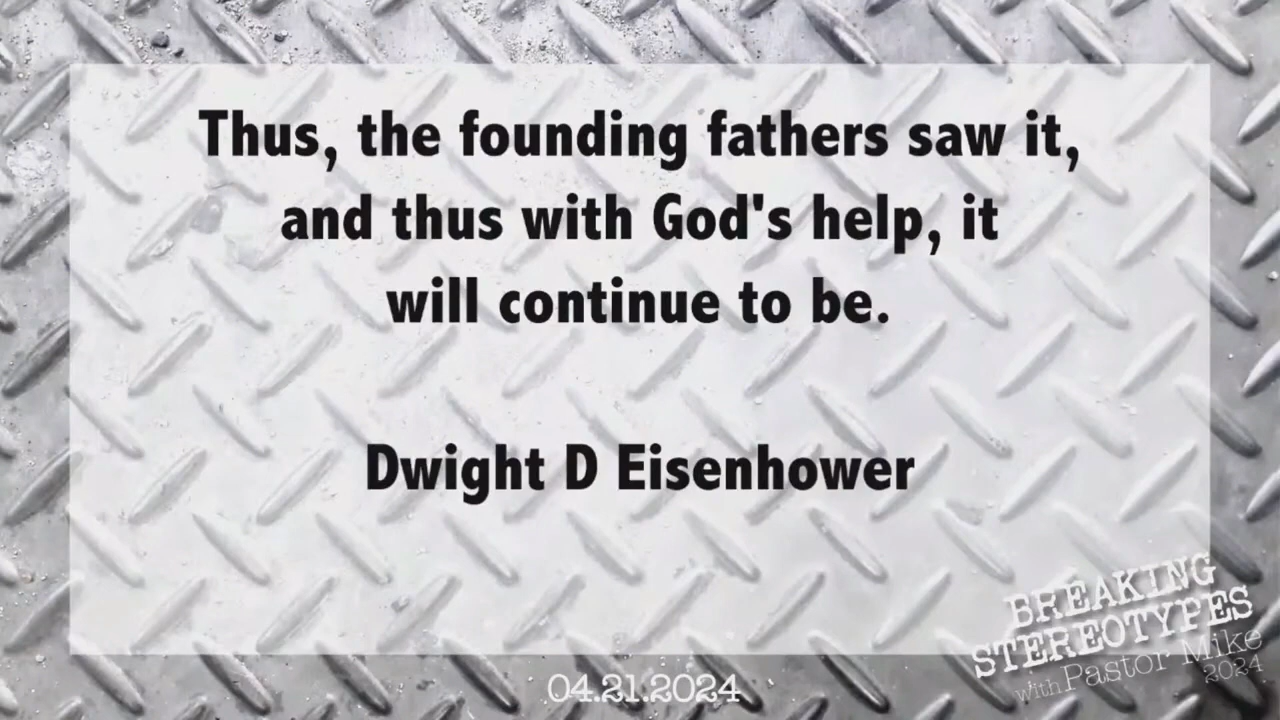 Thus, the founding fathers saw it,
and thus with God's help, it
will continue to be.
Dwight D Eisenhower
BREAKING
STEREOTYPES
with Pastor Mike
2024
04.21.2024